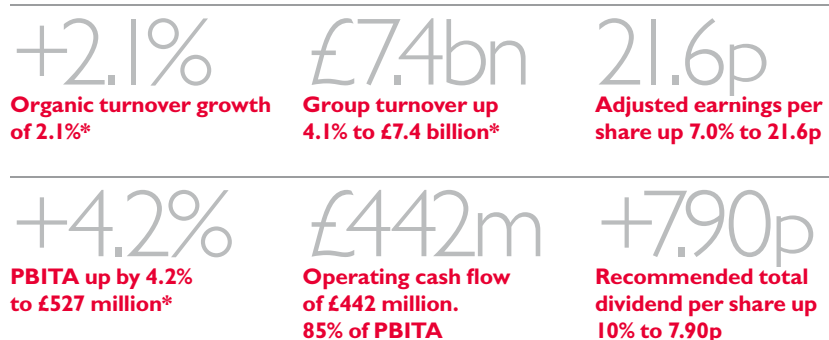 +2.1%
Organic turnover growth
of 2.1%*
£7.4bn
Group turnover up
4.1% to £7.4 billion*
21.6p
Adjusted earnings per
share up 7.0% to 21.6p
+4.2%
PBITA up by 4.2%
to £527 million*
£442m
Operating cash flow
of £442 million.
85% of PBITA
+7.90p
Recommended total
dividend per share up
10% to 7.90p